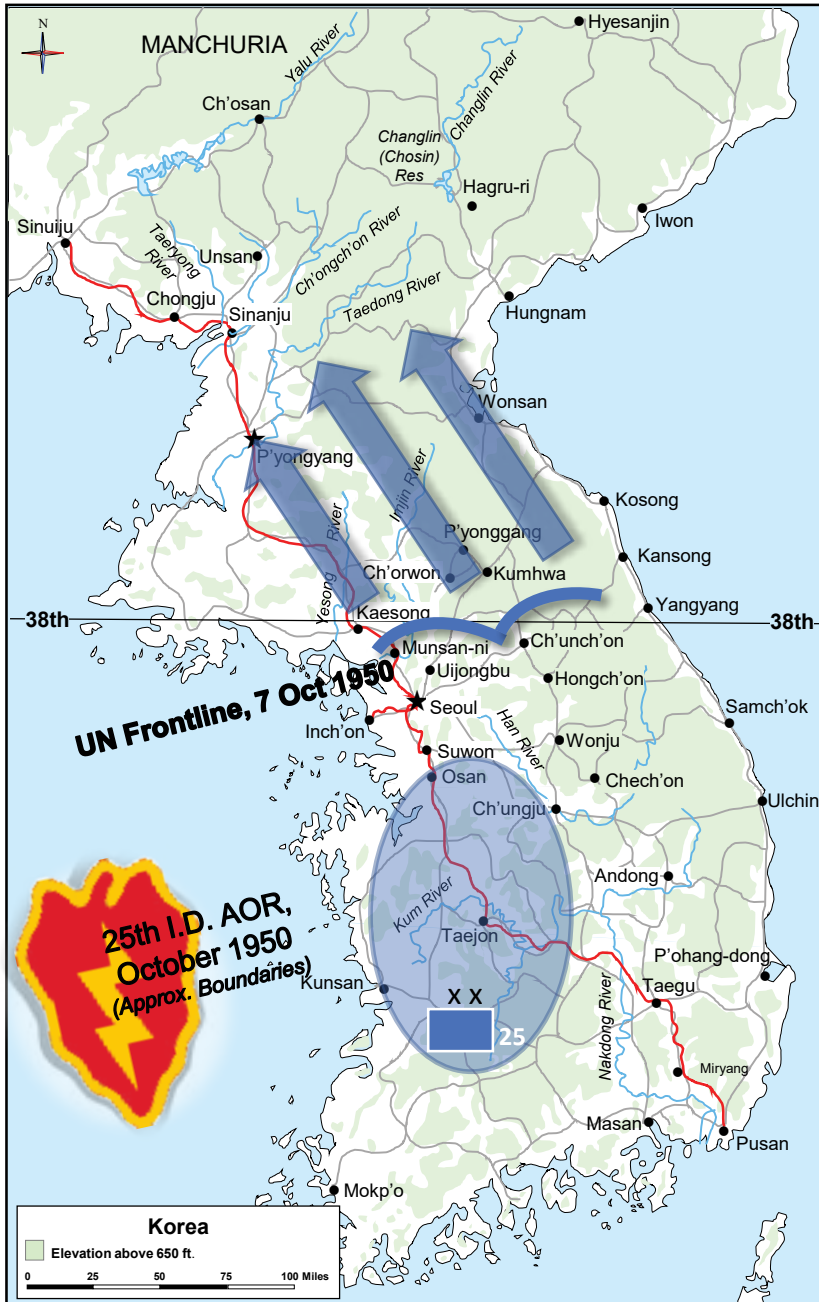 N
MANCHURIA
Hyesanjin
Yalu River
Ch'osan
Changlin River
Changlin
(Chosin)
Res
Hagru-ri
Iwon
Sinuiju
Taeryong
River
Unsan
Ch'ongch'on River
Chongju
Sinanju
Taedong River
Hungnam
Wonsan
P'yongyang
Imjin River
Yesong River
Kosong
P'yonggang
Kansong
Ch'orwon
Kumhwa
Yangyang
38th
Kaesong
38th
Munsan-ni
Ch'unch'on
Uijongbu
Hongch'on
UN Frontline, 7 Oct 1950
Seoul
Samch'ok
Inch'on
Han River
Wonju
Suwon
Osan
Chech'on
Ch'ungju
Ulchin
Andong
25th I.D. AOR,
October 1950
(Approx. Boundaries)
Kum River
Taejon
P'ohang-dong
Kunsan
X X
25
Taegu
Nakdong River
Miryang
Masan
Pusan
Mokp'o
Korea
Elevation above 650 ft.
0 25 50 75 100 Miles